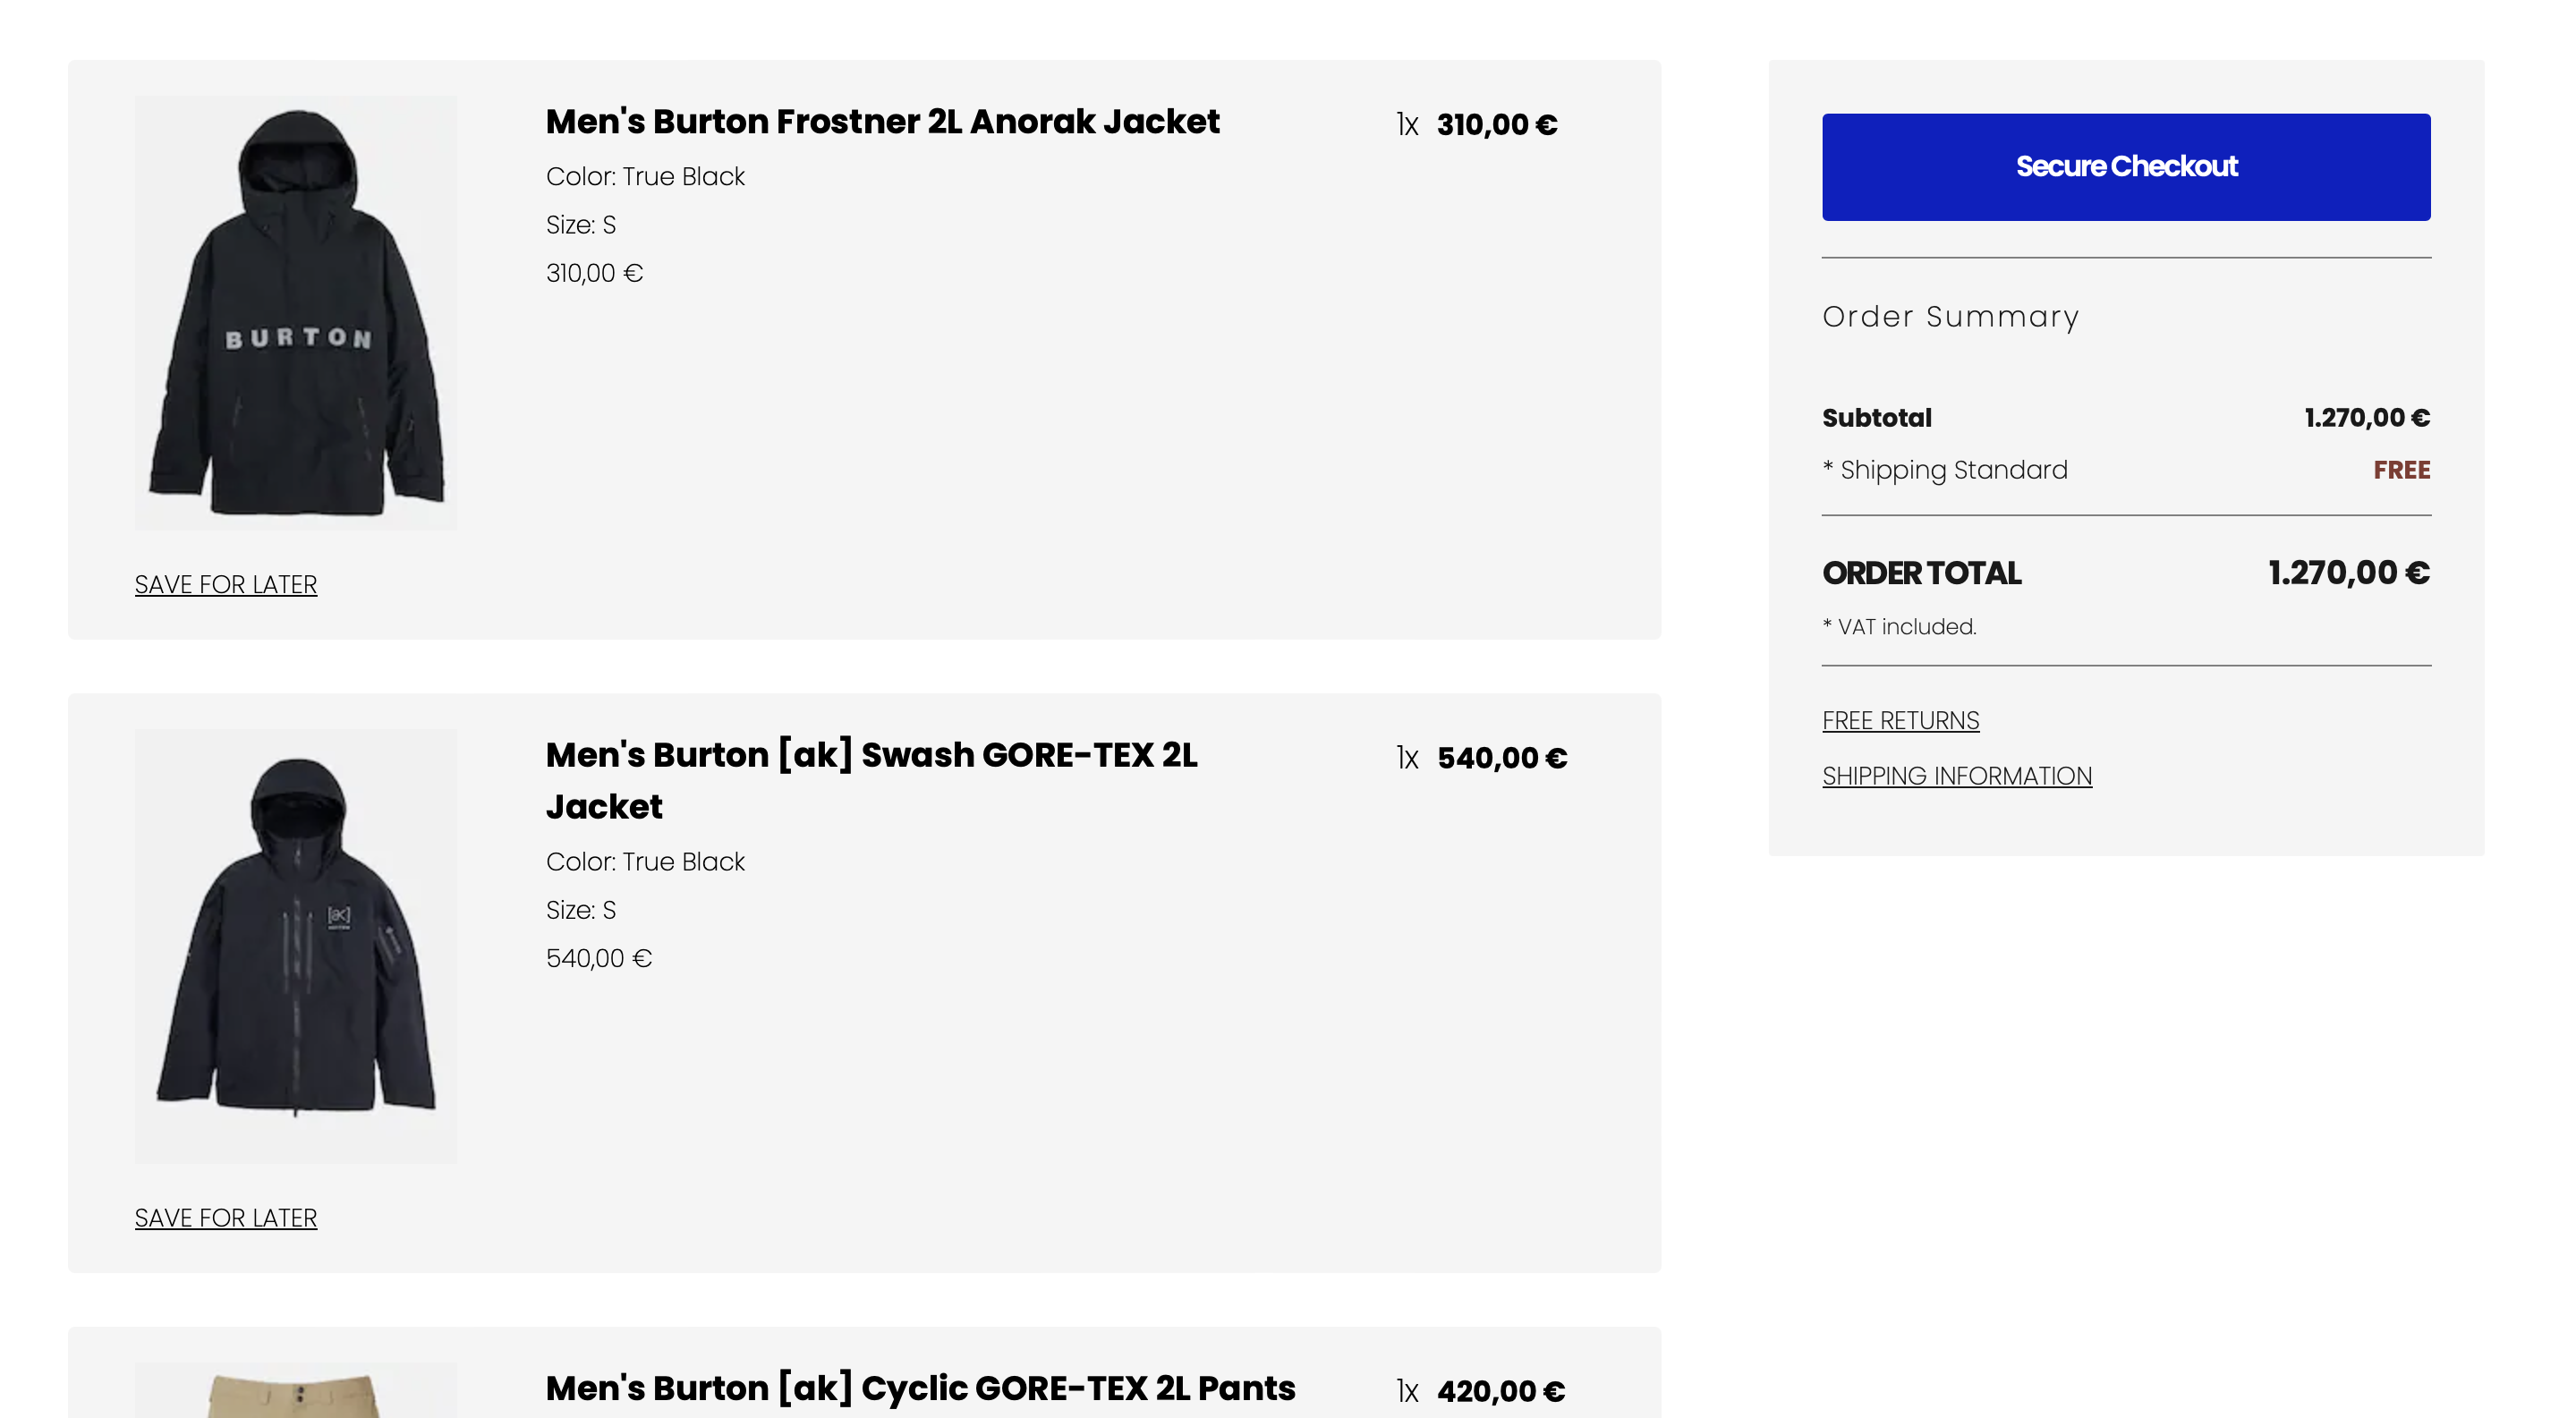 Men's Burton Frostner 2L Anorak Jacket
1x 310,00 €
Color: True Black
Size: S
310,00 €
BURTON
SAVE FOR LATER
Men's Burton [ak] Swash GORE-TEX 2L
Jacket
1x 540,00 €
Color: True Black
Size: S
540,00 €
[ak]
SAVE FOR LATER
Men's Burton [ak] Cyclic GORE-TEX 2L Pants
1x 420,00 €
Secure Checkout
Order Summary
Subtotal 1.270,00 €
* Shipping Standard FREE
ORDER TOTAL 1.270,00 €
* VAT included.
FREE RETURNS
SHIPPING INFORMATION